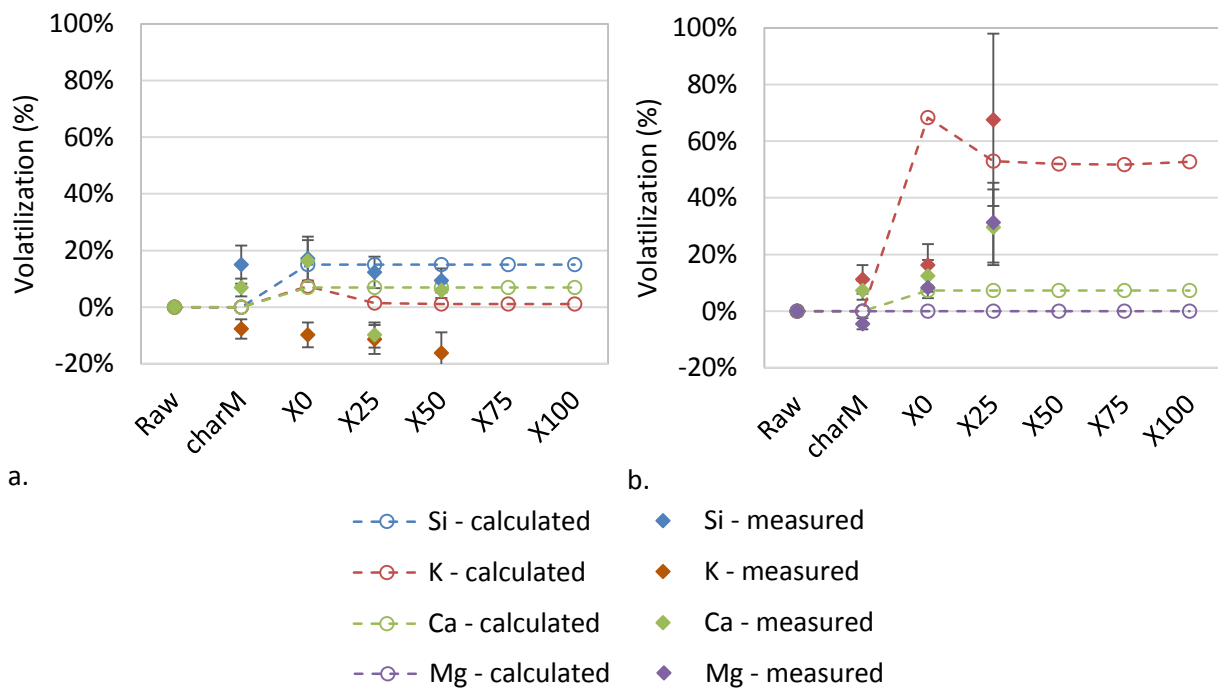 100%
80%
60%
40%
20%
0%
-20%
Volatilization (%)
Raw
charM
X0
X25
X50
X75
X100
a.
100%
80%
60%
40%
20%
0%
-20%
Volatilization (%)
Raw
charM
X0
X25
X50
X75
X100
b.
Si - calculated
Si - measured
K - calculated
K - measured
Ca - calculated
Ca - measured
Mg - calculated
Mg - measured